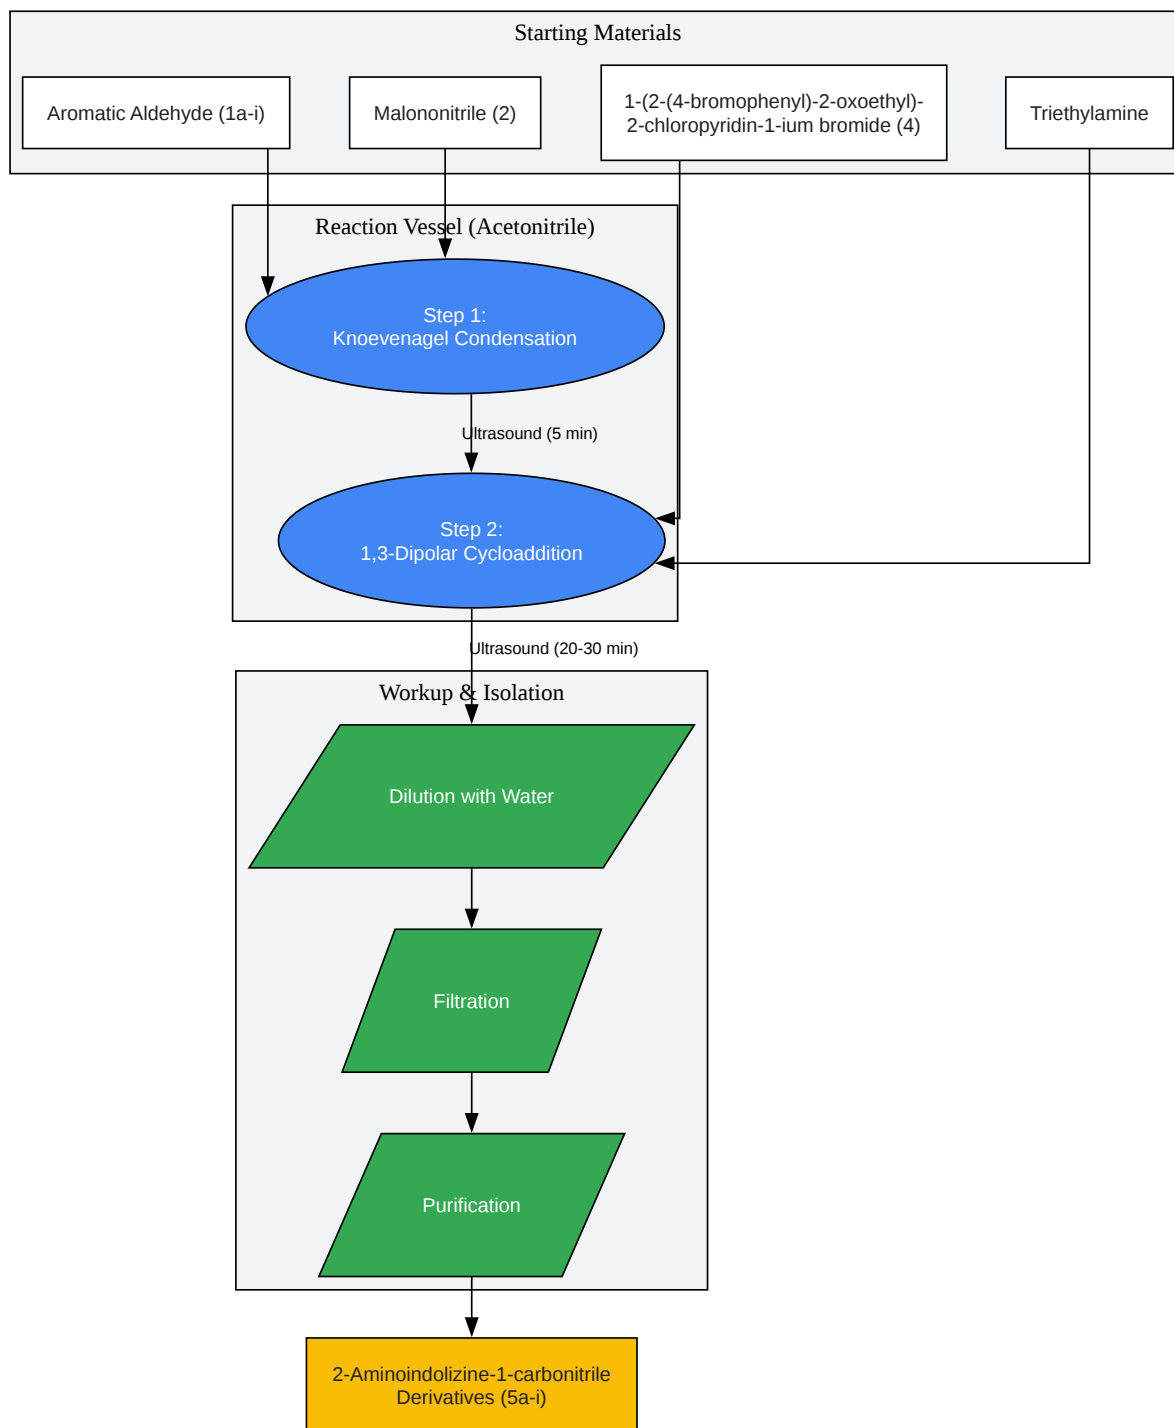 Starting Materials
Aromatic Aldehyde (1a-i)
Malononitrile (2)
1-(2-(4-bromophenyl)-2-oxoethyl)-
2-chloropyridin-1-ium bromide (4)
Triethylamine
Reaction Vessel (Acetonitrile)
Step 1:
Knoevenagel Condensation
Ultrasound (5 min)
Step 2:
1,3-Dipolar Cycloaddition
Ultrasound (20-30 min)
Workup & Isolation
Dilution with Water
Filtration
Purification
2-Aminoindolizine-1-carbonitrile
Derivatives (5a-i)